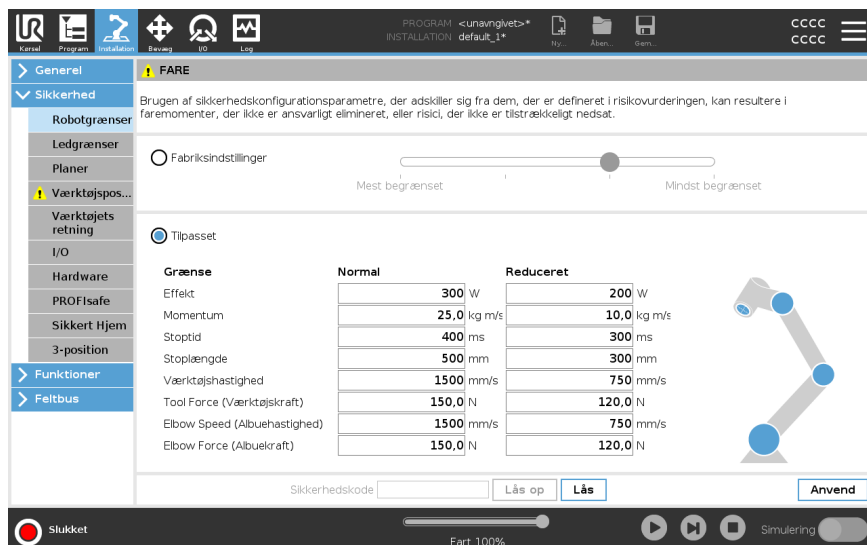 UR
Kørsel
Program
Installation
Bevæg
I/O
Log
PROGRAM <unavngivet>*
INSTALLATION default_1*
Ny...
Åben...
Gem...
CCCC
CCCC
Generel
Sikkerhed
Robotgrænser
Ledgrænser
Planer
Værktøjspos...
Værktøjets
retning
I/O
Hardware
PROFIsafe
Sikkert Hjem
3-position
Funktioner
Feltbus
FARE
Brugen af sikkerhedskonfigurationsparametre, der adskiller sig fra dem, der er defineret i risikovurderingen, kan resultere i
faremomenter, der ikke er ansvarligt elimineret, eller risici, der ikke er tilstrækkeligt nedsat.
Fabriksindstillinger
Mest begrænset
Mindst begrænset
Tilpasset
Grænse Normal Reduceret
Effekt 300 W 200 W
Momentum 25,0 kg m/s 10,0 kg m/s
Stoptid 400 ms 300 ms
Stoplængde 500 mm 300 mm
Værktøjshastighed 1500 mm/s 750 mm/s
Tool Force (Værktøjskraft) 150,0 N 120,0 N
Elbow Speed (Albuehastighed) 1500 mm/s 750 mm/s
Elbow Force (Albuekraft) 150,0 N 120,0 N
Sikkerhedskode
Lås op
Lås
Anvend
Slukket
Fart 100%
Simulering